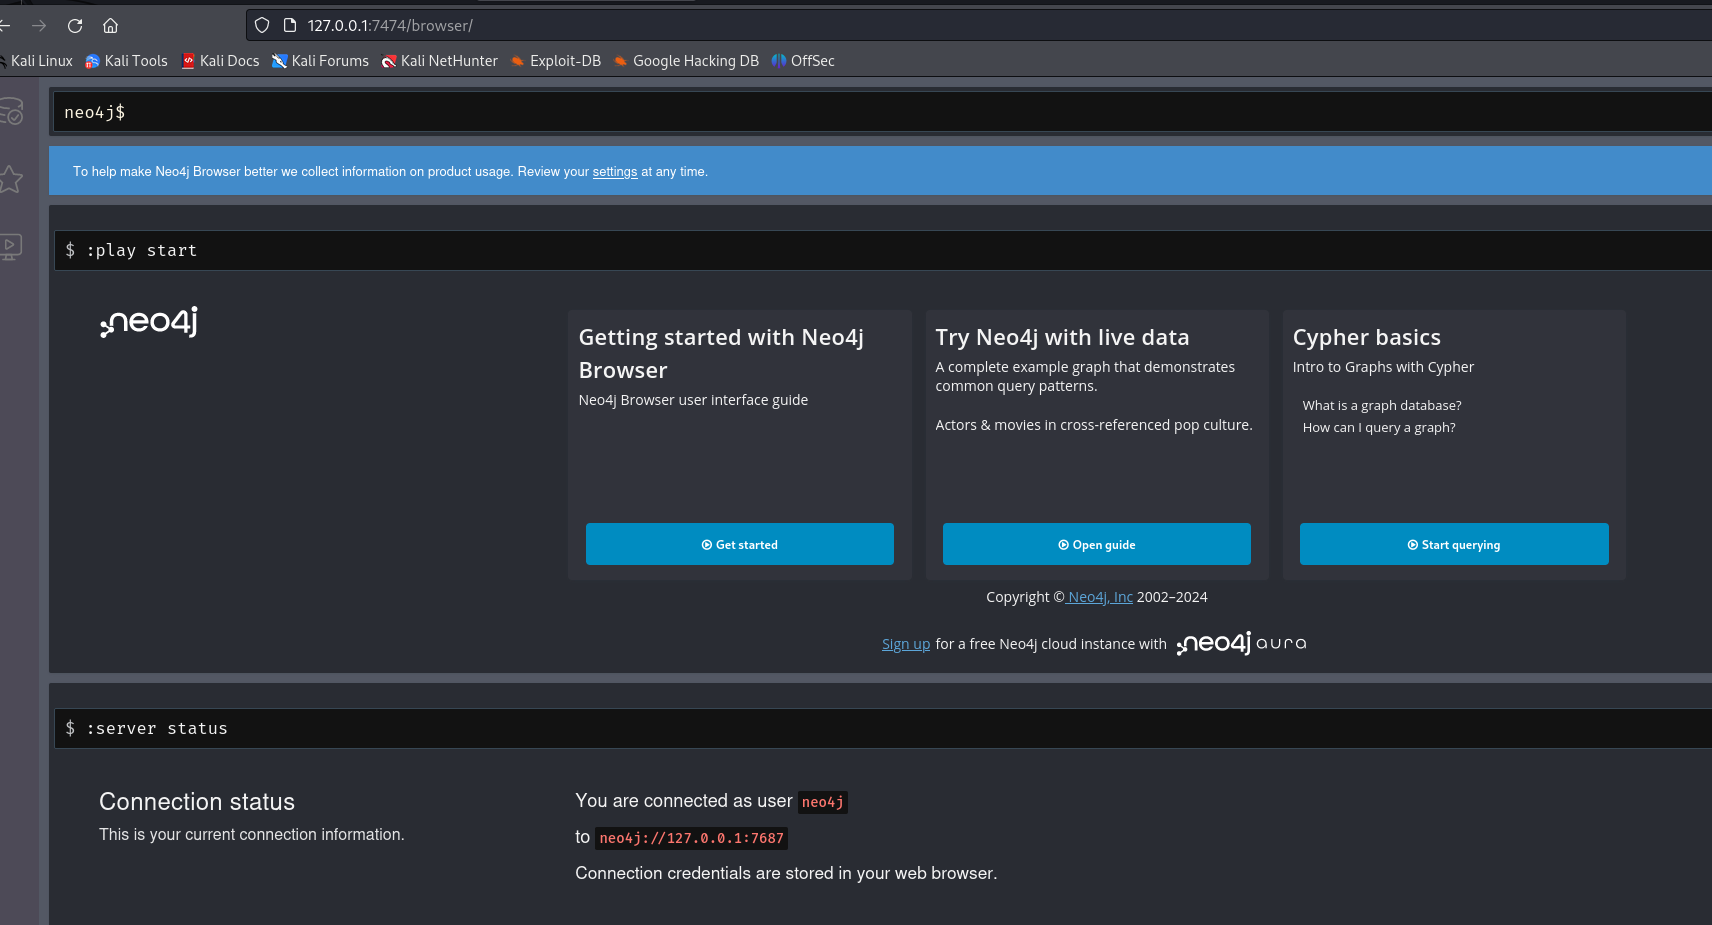 127.0.0.1:7474/browser/
Kali Linux Kali Tools Kali Docs Kali Forums Kali NetHunter Exploit-DB Google Hacking DB OffSec
neo4j$
To help make Neo4j Browser better we collect information on product usage. Review your settings at any time.
$ :play start
neo4j
Getting started with Neo4j
Browser
Neo4j Browser user interface guide
Get started
Try Neo4j with live data
A complete example graph that demonstrates
common query patterns.
Actors & movies in cross-referenced pop culture.
Open guide
Cypher basics
Intro to Graphs with Cypher
What is a graph database?
How can I query a graph?
Start querying
Copyright © Neo4j, Inc 2002–2024
Sign up for a free Neo4j cloud instance with neo4j aura
$ :server status
Connection status
This is your current connection information.
You are connected as user neo4j
to neo4j://127.0.0.1:7687
Connection credentials are stored in your web browser.